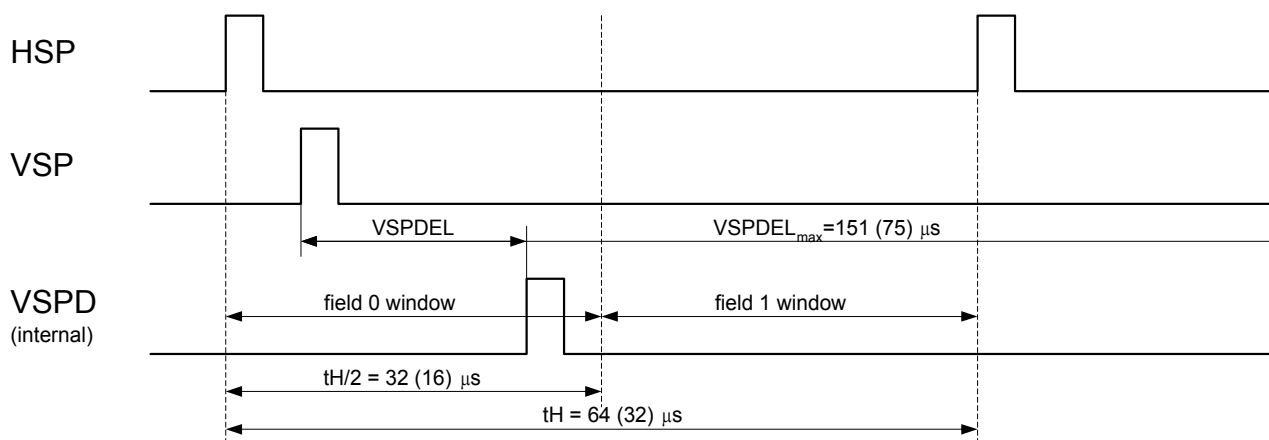 HSP
VSP
VSPDEL
VSPDELmax=151 (75) μs
VSPD
(internal)
field 0 window
field 1 window
tH/2 = 32 (16) μs
tH = 64 (32) μs